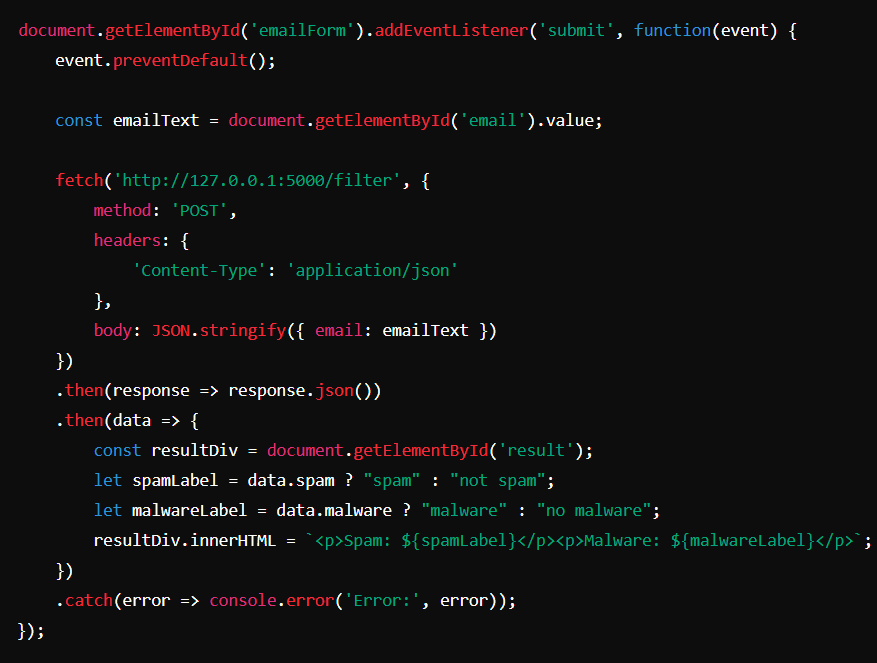 document.getElementById('emailForm').addEventListener('submit', function(event) {
    event.preventDefault();

    const emailText = document.getElementById('email').value;

    fetch('http://127.0.0.1:5000/filter', {
        method: 'POST',
        headers: {
            'Content-Type': 'application/json'
        },
        body: JSON.stringify({ email: emailText })
    })
    .then(response => response.json())
    .then(data => {
        const resultDiv = document.getElementById('result');
        let spamLabel = data.spam ? "spam" : "not spam";
        let malwareLabel = data.malware ? "malware" : "no malware";
        resultDiv.innerHTML = `<p>Spam: ${spamLabel}</p><p>Malware: ${malwareLabel}</p>`;
    })
    .catch(error => console.error('Error:', error));
});